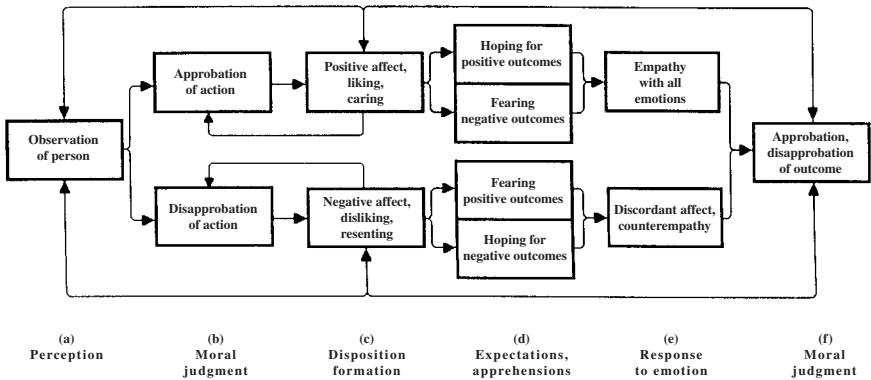 Observation
of person
Approbation
of action
Disapprobation
of action
Positive affect,
liking,
caring
Negative affect,
disliking,
resenting
Hoping for
positive outcomes
Fearing
negative outcomes
Fearing
positive outcomes
Hoping for
negative outcomes
Empathy
with all
emotions
Discordant affect,
counterempathy
Approbation,
disapprobation
of outcome
(a)
Perception
(b)
Moral
judgment
(c)
Disposition
formation
(d)
Expectations,
apprehensions
(e)
Response
to emotion
(f)
Moral
judgment